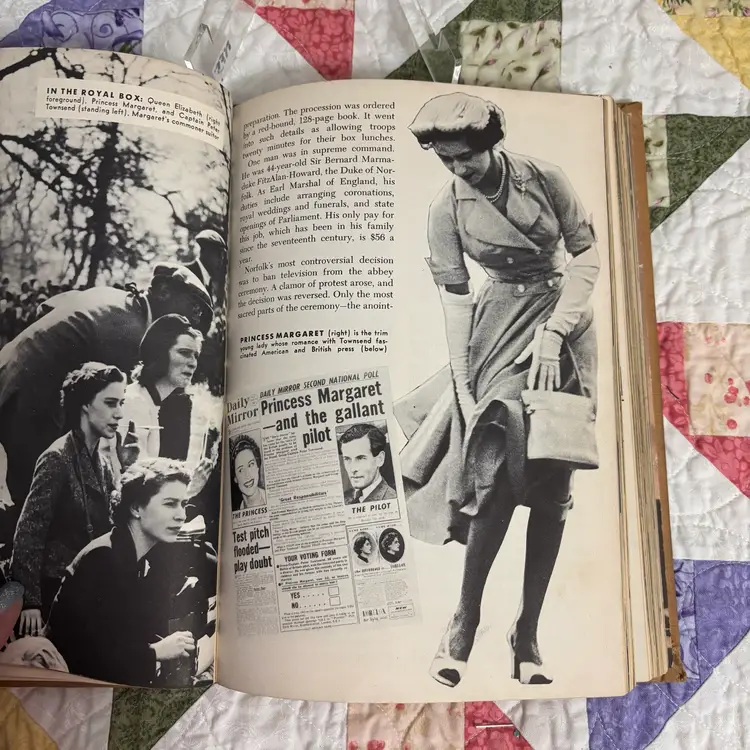 IN THE ROYAL BOX: Queen Elizabeth (right
foreground), Princess Margaret, and Captain Peter
Townsend (standing left), Margaret's commoner suitor
preparation. The procession was ordered
by a red-bound, 128-page book. It went
into such details as allowing troops
twenty minutes for their box lunches.
One man was in supreme command.
He was 44-year-old Sir Bernard Marma-
duke FitzAlan-Howard, the Duke of Nor-
folk. As Earl Marshal of England, his
duties include arranging coronations,
royal weddings and funerals, and state
openings of Parliament. His only pay for
this job, which has been in his family
since the seventeenth century, is $56 a
year.
Norfolk's most controversial decision
was to ban television from the abbey
ceremony. A clamor of protest arose, and
the decision was reversed. Only the most
sacred parts of the ceremony—the anoint-
PRINCESS MARGARET (right) is the trim
young lady whose romance with Townsend fas-
cinated American and British press (below)
Daily
Mirror
DAILY MIRROR SECOND NATIONAL POLL
Princess Margaret
—and the gallant
pilot
THE PRINCESS
THE PILOT
Great Responsibilities
Test pitch
flooded—
play doubt
YOUR VOTING FORM
YES
NO